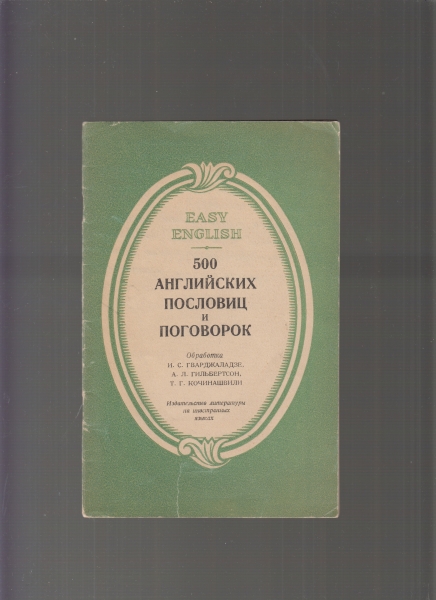 EASY
ENGLISH
500
АНГЛИЙСКИХ
ПОСЛОВИЦ
и
ПОГОВОРОК
Обработка
И. С. ГВАРДЖАЛАДЗЕ,
А. Л. ГИЛЬБЕРТСОН,
Т. Г. КОЧИНАШВИЛИ
Издательство литературы
на иностранных
языках